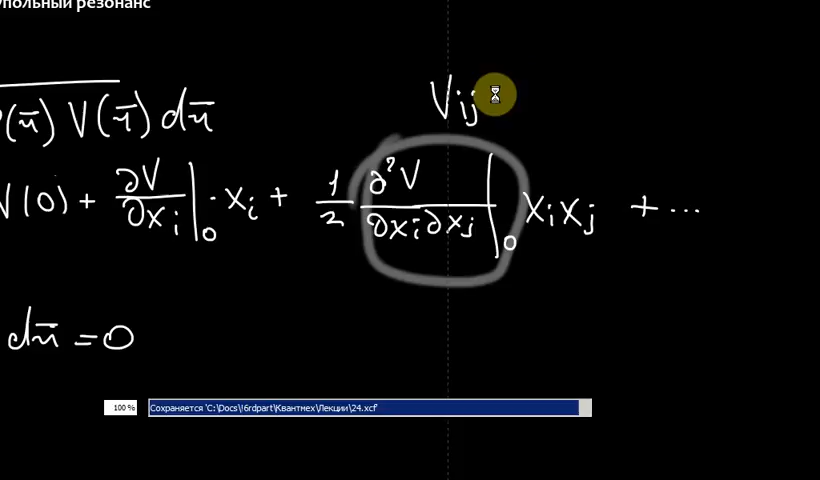 упольный резонанс
Vij
(r̄) V(r̄) dr̄
V(0) + ∂V/∂xi |₀ · xi + 1/2 ∂²V/∂xi∂xj |₀ xixj + ...
dr̄ = 0
100 % Сохраняется 'C:\Docs\!6rdpart\Квантмех\Лекции\24.xcf'